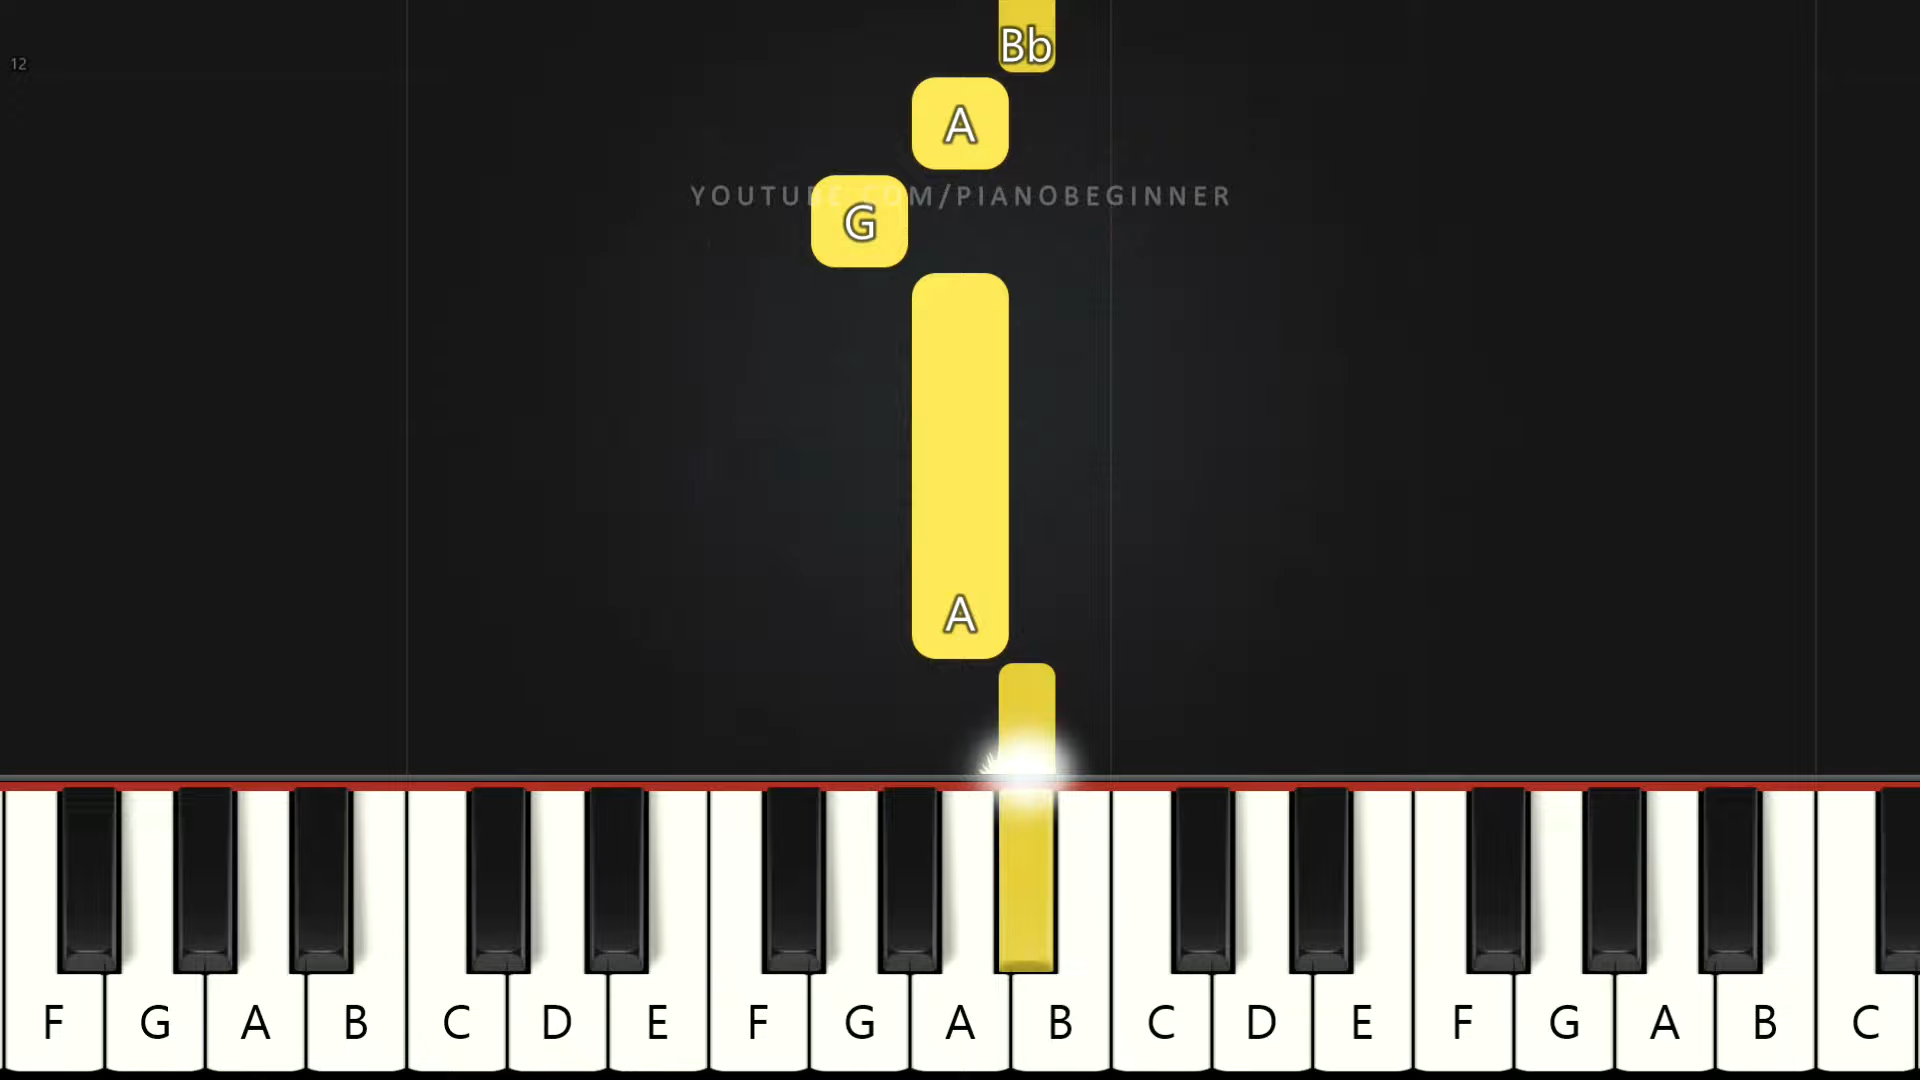 Bb
12
A
YOUTUBE.COM/PIANOBEGINNER
G
A
F G A B C D E F G A B C D E F G A B C